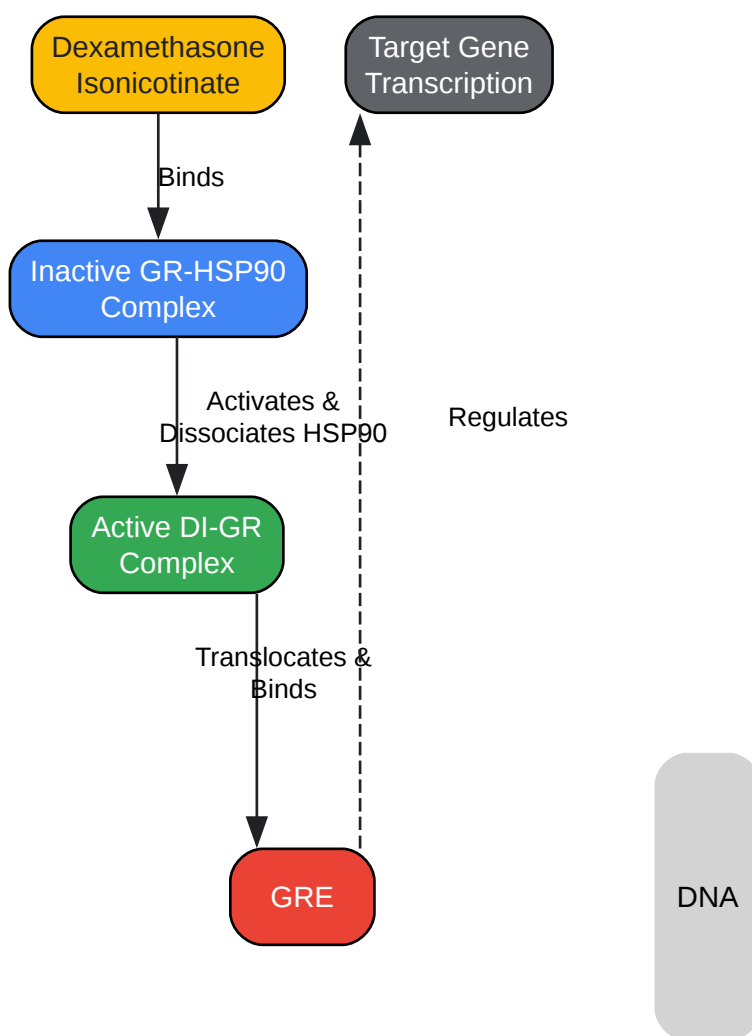 Dexamethasone
Isonicotinate
Target Gene
Transcription
Binds
Inactive GR-HSP90
Complex
Activates &
Dissociates HSP90
Regulates
Active DI-GR
Complex
Translocates &
Binds
GRE
DNA